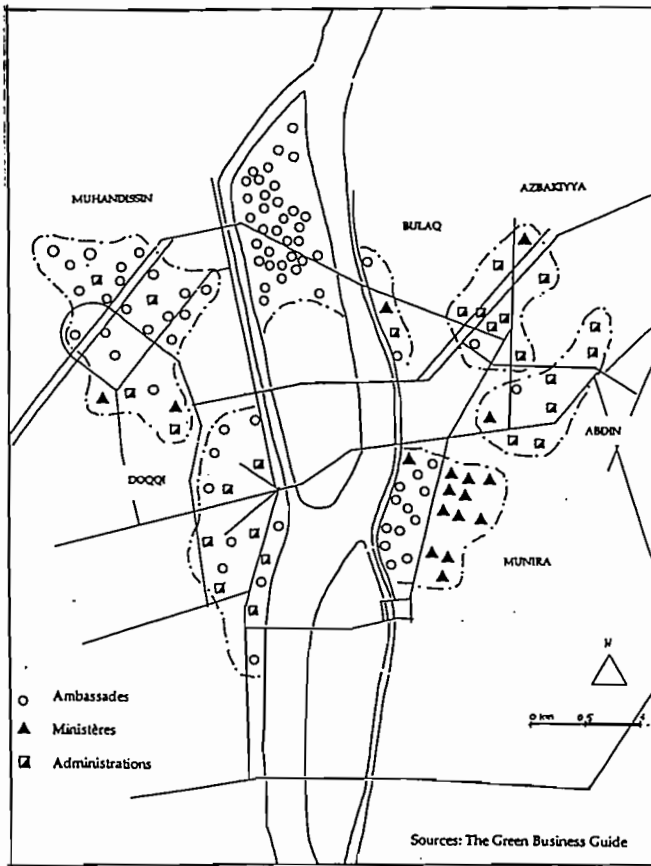 MUHANDISSIN
AZBAKIYYA
BULAQ
DOQQI
ABDIN
MUNIRA
N
0 km 0,5
Ambassades
Ministères
Administrations
Sources: The Green Business Guide